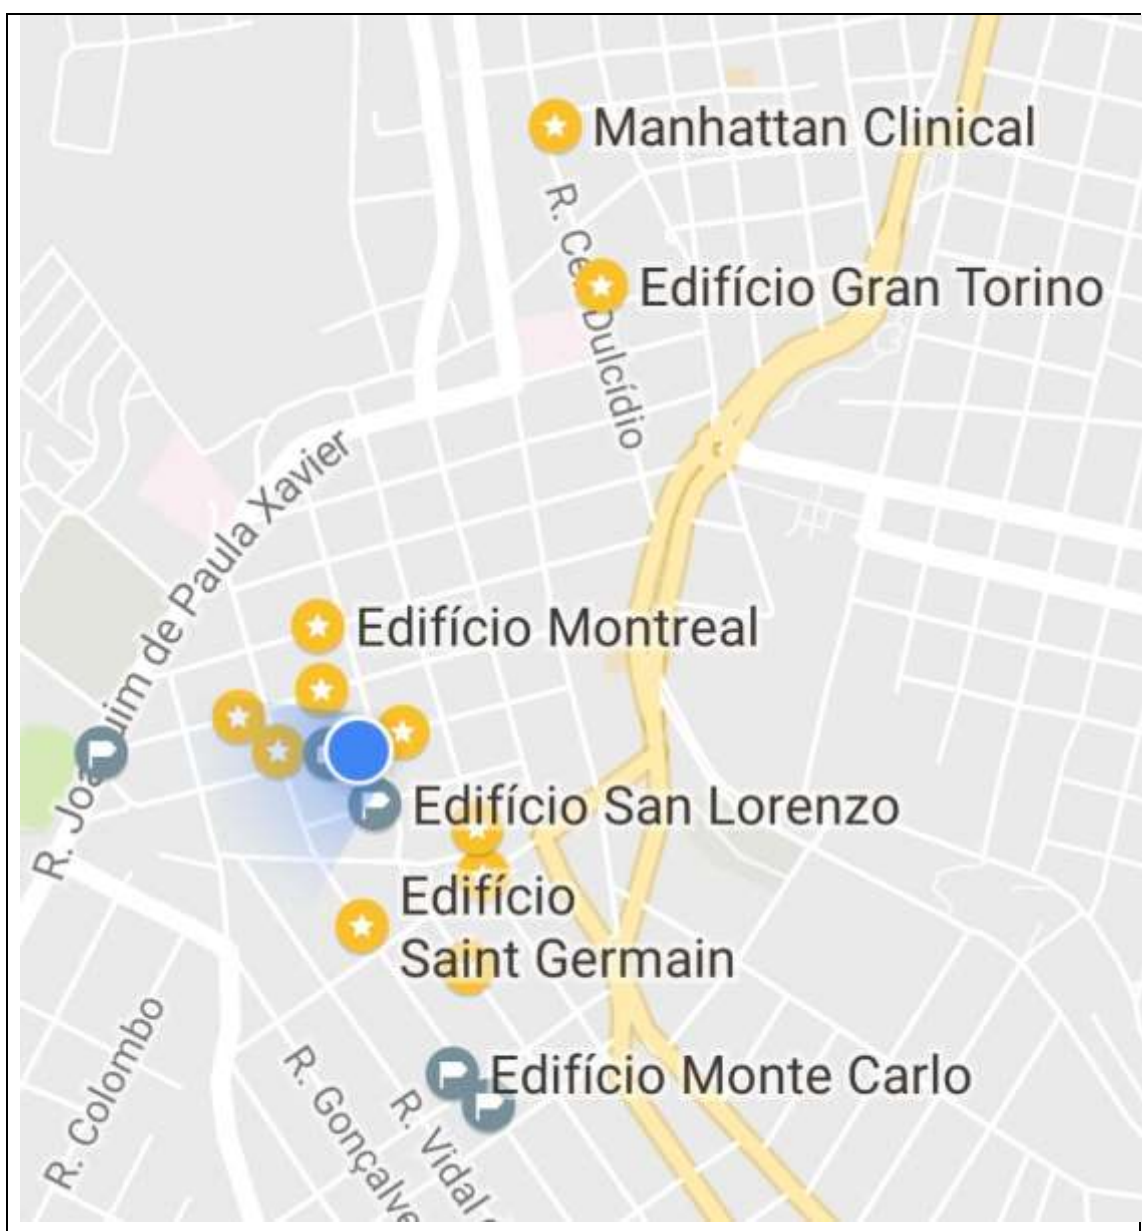 Manhattan Clinical
R. Cel. Dulcídio
Edifício Gran Torino
R. Joaquim de Paula Xavier
Edifício Montreal
Edifício San Lorenzo
Edifício
Saint Germain
Edifício Monte Carlo
R. Colombo
R. Gonçalve
R. Vidal